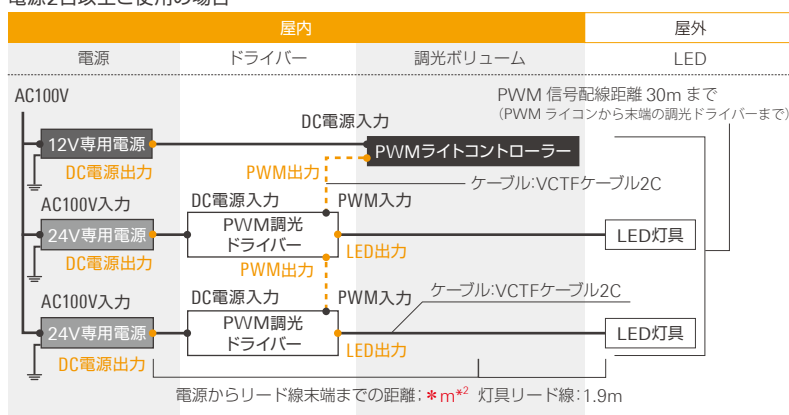 電源2台以上ご使用の場合
屋内
屋外
電源
ドライバー
調光ボリューム
LED
AC100V
PWM 信号配線距離 30m まで
（PWM ライコンから末端の調光ドライバーまで）
DC電源入力
12V専用電源
PWMライトコントローラー
DC電源出力
PWM出力
ケーブル:VCTFケーブル2C
AC100V入力
DC電源入力
PWM入力
24V専用電源
PWM調光
ドライバー
LED灯具
LED出力
DC電源出力
PWM出力
ケーブル:VCTFケーブル2C
AC100V入力
DC電源入力
PWM入力
24V専用電源
PWM調光
ドライバー
LED灯具
LED出力
DC電源出力
電源からリード線末端までの距離:＊m*2 灯具リード線:1.9m